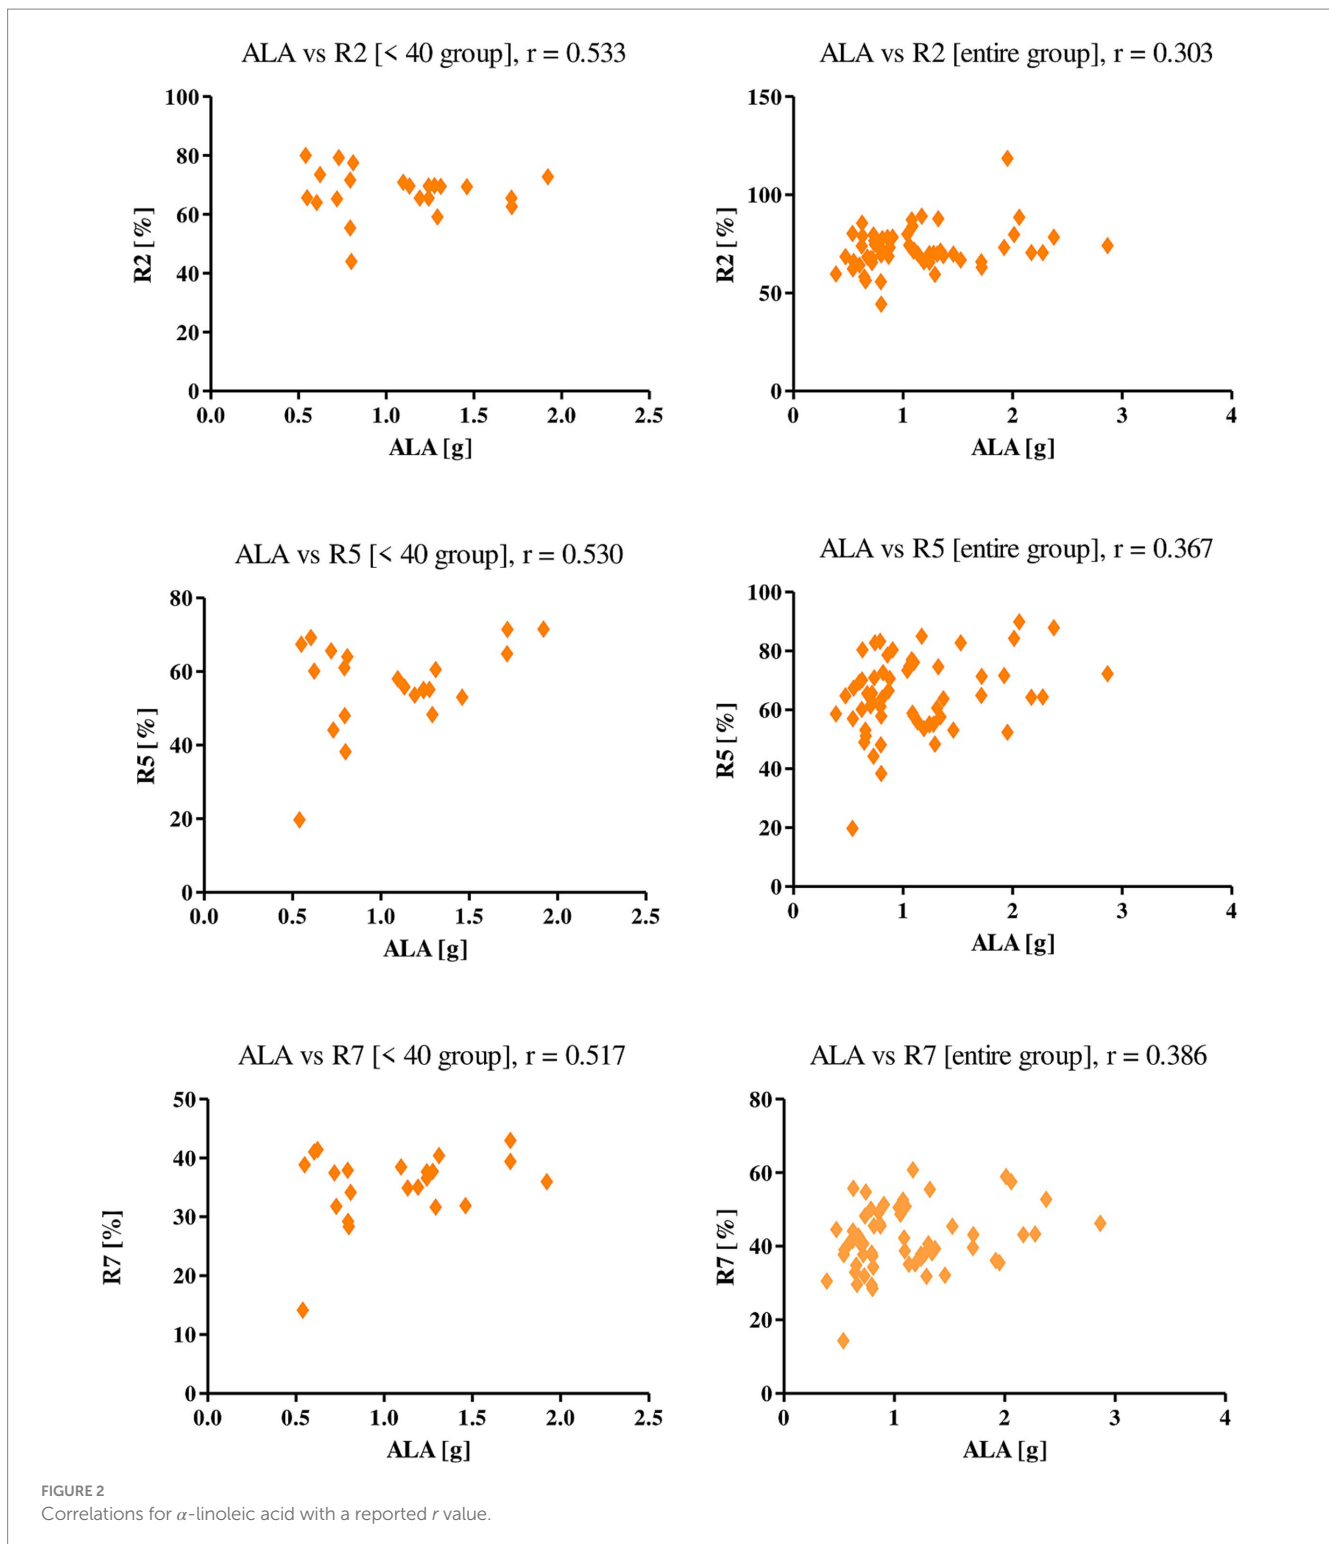 ALA vs R2 [< 40 group], r = 0.533
100
80
60
40
20
0
R2 [%]
0.0 0.5 1.0 1.5 2.0 2.5
ALA [g]
ALA vs R2 [entire group], r = 0.303
150
100
50
0
R2 [%]
0 1 2 3 4
ALA [g]
ALA vs R5 [< 40 group], r = 0.530
80
60
40
20
0
R5 [%]
0.0 0.5 1.0 1.5 2.0 2.5
ALA [g]
ALA vs R5 [entire group], r = 0.367
100
80
60
40
20
0
R5 [%]
0 1 2 3 4
ALA [g]
ALA vs R7 [< 40 group], r = 0.517
50
40
30
20
10
0
R7 [%]
0.0 0.5 1.0 1.5 2.0 2.5
ALA [g]
ALA vs R7 [entire group], r = 0.386
80
60
40
20
0
R7 [%]
0 1 2 3 4
ALA [g]
FIGURE 2
Correlations for α-linoleic acid with a reported r value.